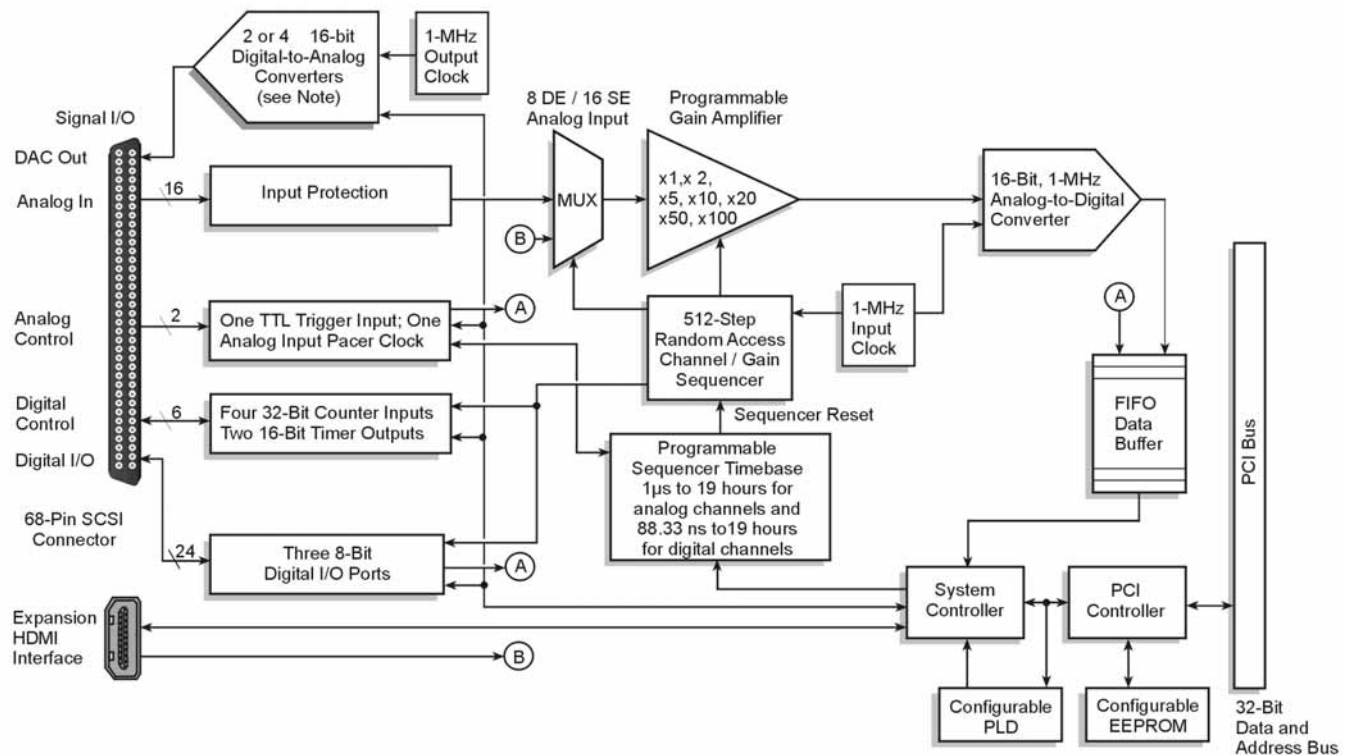 2 or 4 16-bit
Digital-to-Analog
Converters
(see Note)
1-MHz
Output
Clock
Signal I/O
DAC Out
Analog In
16
Input Protection
8 DE / 16 SE
Analog Input
MUX
B
Programmable
Gain Amplifier
x1,x 2,
x5, x10, x20
x50, x100
16-Bit, 1-MHz
Analog-to-Digital
Converter
Analog
Control
2
One TTL Trigger Input; One
Analog Input Pacer Clock
A
512-Step
Random Access
Channel / Gain
Sequencer
1-MHz
Input
Clock
A
FIFO
Data
Buffer
PCI Bus
Digital
Control
6
Four 32-Bit Counter Inputs
Two 16-Bit Timer Outputs
Sequencer Reset
Programmable
Sequencer Timebase
1µs to 19 hours for
analog channels and
88.33 ns to19 hours
for digital channels
Digital I/O
68-Pin SCSI
Connector
24
Three 8-Bit
Digital I/O Ports
A
System
Controller
PCI
Controller
Expansion
HDMI
Interface
B
Configurable
PLD
Configurable
EEPROM
32-Bit
Data and
Address Bus